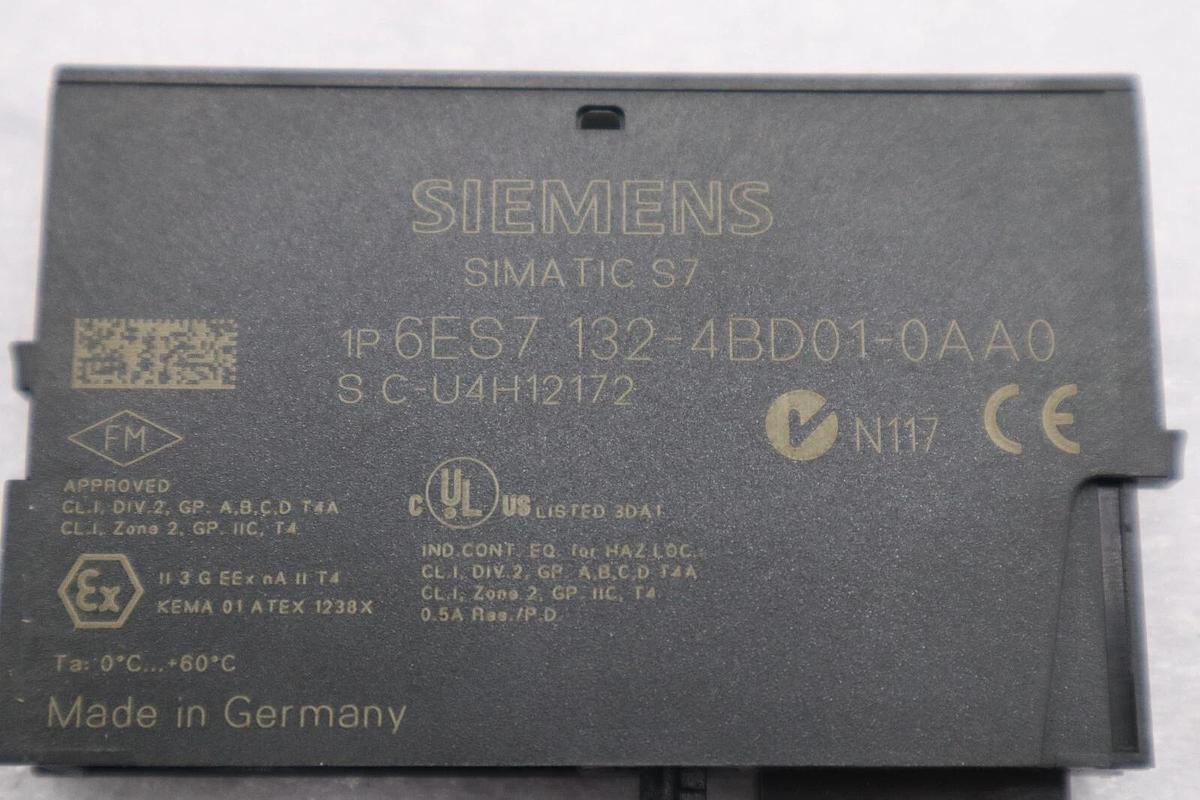 SIEMENS
SIMATIC S7
1P 6ES7 132-4BD01-0AA0
S C-U4H12172
N117 CE
FM
APPROVED
CL.I, DIV.2, GP. A,B,C,D T4A
CL.I, Zone 2, GP. IIC, T4
C UL US LISTED 3DA1
IND.CONT. EQ. for HAZ.LOC.:
CL.I, DIV.2, GP. A,B,C,D T4A
CL.I, Zone 2, GP. IIC, T4
0.5A Res./P.D.
Ex II 3 G EEx nA II T4
KEMA 01 ATEX 1238X
Ta: 0°C...+60°C
Made in Germany